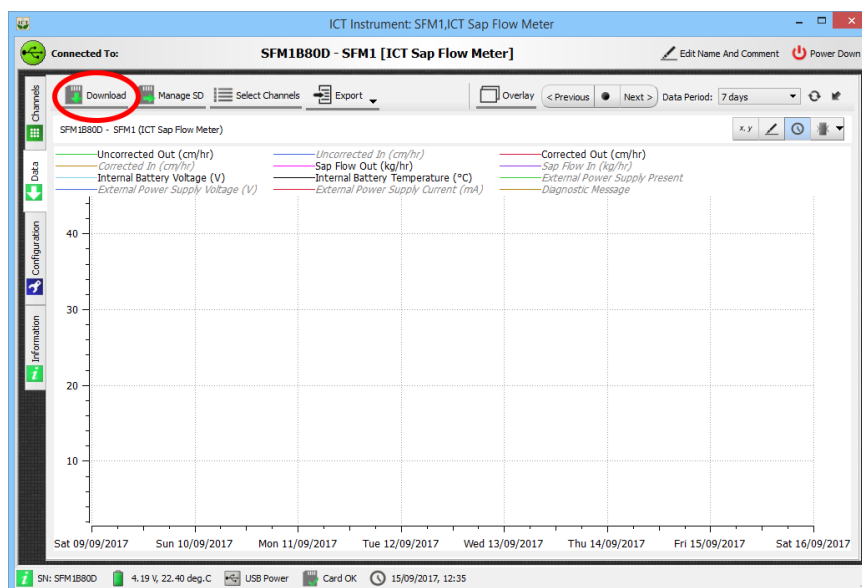 ICT Instrument: SFM1,ICT Sap Flow Meter
Connected To: SFM1B80D - SFM1 [ICT Sap Flow Meter] Edit Name And Comment Power Down
Channels
Data
Configuration
Information
Download Manage SD Select Channels Export Overlay < Previous Next > Data Period: 7 days
SFM1B80D - SFM1 (ICT Sap Flow Meter) x, y
Uncorrected Out (cm/hr) Uncorrected In (cm/hr) Corrected Out (cm/hr)
Corrected In (cm/hr) Sap Flow Out (kg/hr) Sap Flow In (kg/hr)
Internal Battery Voltage (V) Internal Battery Temperature (°C) External Power Supply Present
External Power Supply Voltage (V) External Power Supply Current (mA) Diagnostic Message
40
30
20
10
Sat 09/09/2017 Sun 10/09/2017 Mon 11/09/2017 Tue 12/09/2017 Wed 13/09/2017 Thu 14/09/2017 Fri 15/09/2017 Sat 16/09/2017
SN: SFM1B80D 4.19 V, 22.40 deg.C USB Power Card OK 15/09/2017, 12:35